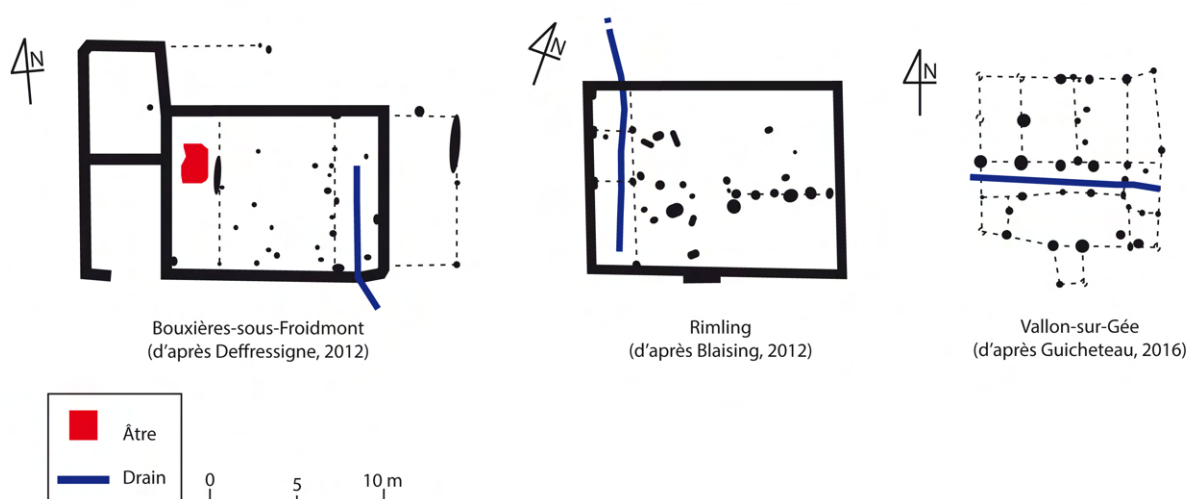 N
N
N
Bouxières-sous-Froidmont
(d'après Deffressigne, 2012)
Rimling
(d'après Blaising, 2012)
Vallon-sur-Gée
(d'après Guicheteau, 2016)
Âtre
Drain
0 5 10 m